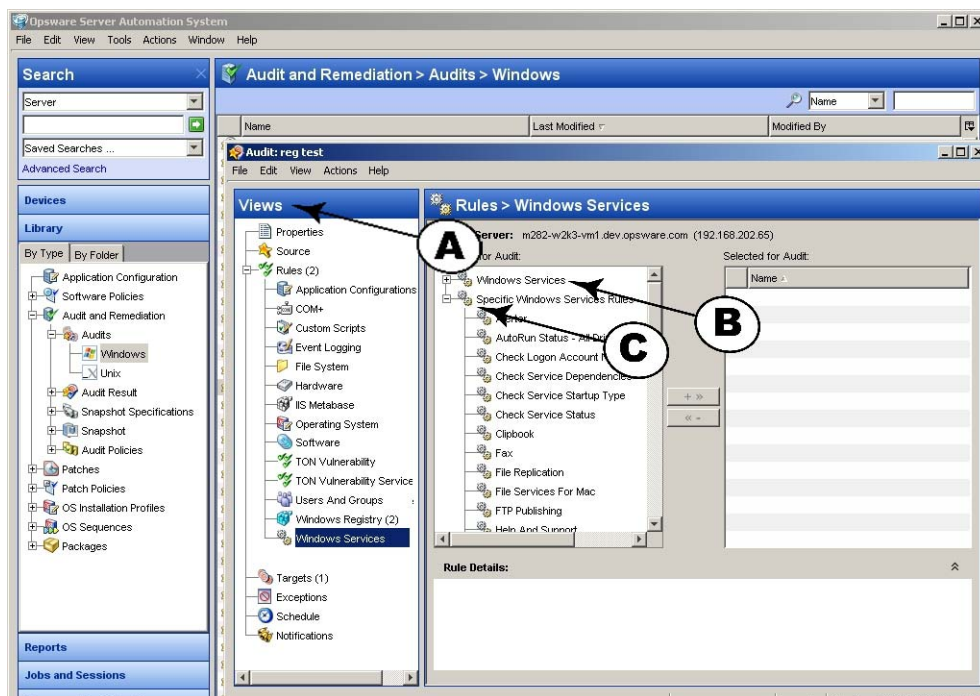 Opsware Server Automation System
File Edit View Tools Actions Window Help
Search
Server
Saved Searches ...
Advanced Search
Devices
Library
By Type By Folder
Application Configuration
Software Policies
Audit and Remediation
Audits
Windows
Unix
Audit Result
Snapshot Specifications
Snapshot
Audit Policies
Patches
Patch Policies
OS Installation Profiles
OS Sequences
Packages
Reports
Jobs and Sessions
Audit and Remediation > Audits > Windows
Name
Name Last Modified Modified By
Audit: reg test
File Edit View Actions Help
Views
Properties
Source
Rules (2)
Application Configurations
COM+
Custom Scripts
Event Logging
File System
Hardware
IIS Metabase
Operating System
Software
TON Vulnerability
TON Vulnerability Service
Users And Groups
Windows Registry (2)
Windows Services
Targets (1)
Exceptions
Schedule
Notifications
Rules > Windows Services
Server: m282-w2k3-vm1.dev.opsware.com (192.168.202.65)
for Audit:
Windows Services
Specific Windows Services Rules
Alerter
AutoRun Status - All
Check Logon Account
Check Service Dependencies
Check Service Startup Type
Check Service Status
Clipbook
Fax
File Replication
File Services For Mac
FTP Publishing
Help And Support
+ »
« -
Selected for Audit:
Name
Rule Details:
A
B
C